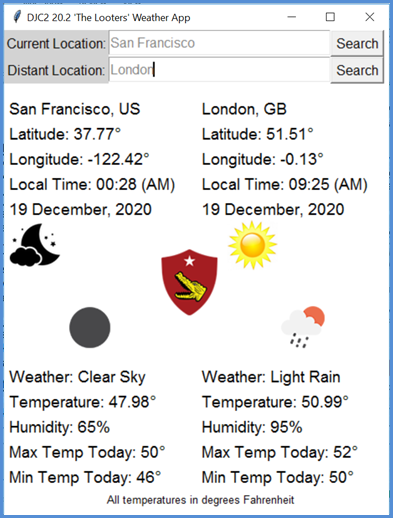 DJC2 20.2 'The Looters' Weather App
Current Location: San Francisco Search
Distant Location: London Search
San Francisco, US
Latitude: 37.77°
Longitude: -122.42°
Local Time: 00:28 (AM)
19 December, 2020
London, GB
Latitude: 51.51°
Longitude: -0.13°
Local Time: 09:25 (AM)
19 December, 2020
Weather: Clear Sky
Temperature: 47.98°
Humidity: 65%
Max Temp Today: 50°
Min Temp Today: 46°
Weather: Light Rain
Temperature: 50.99°
Humidity: 95%
Max Temp Today: 52°
Min Temp Today: 50°
All temperatures in degrees Fahrenheit